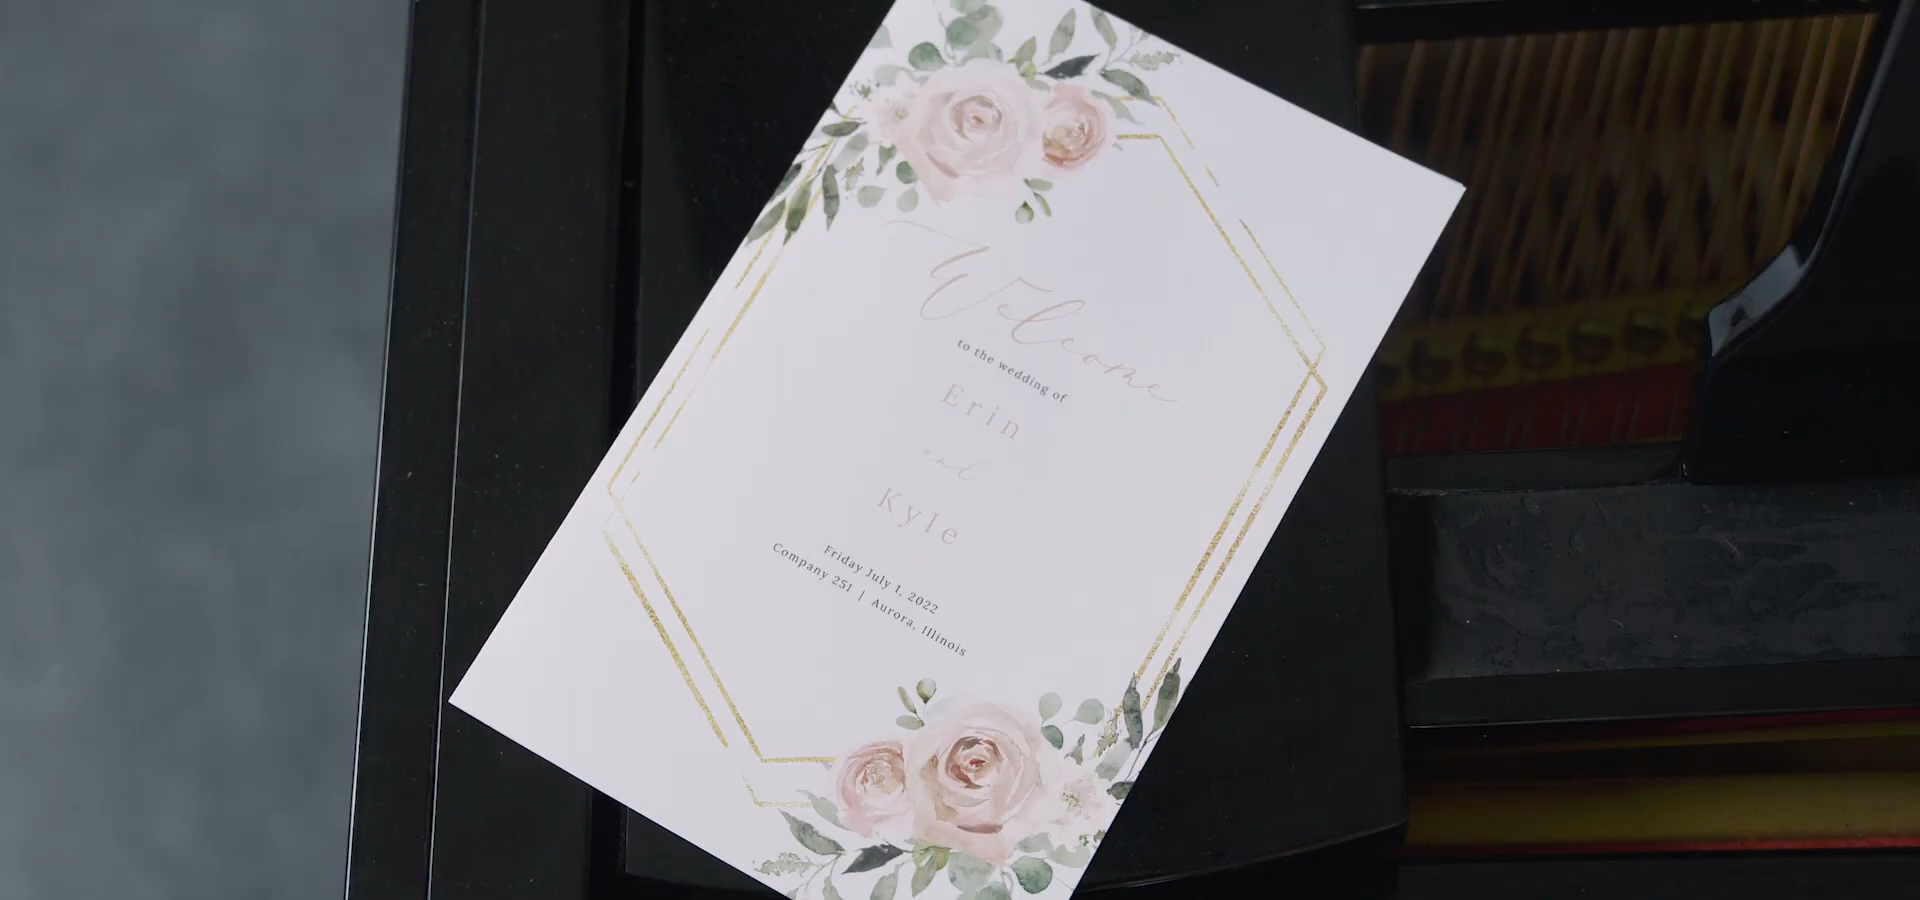 Welcome
to the wedding of
Erin
and
Kyle
Friday July 1, 2022
Company 251 | Aurora, Illinois